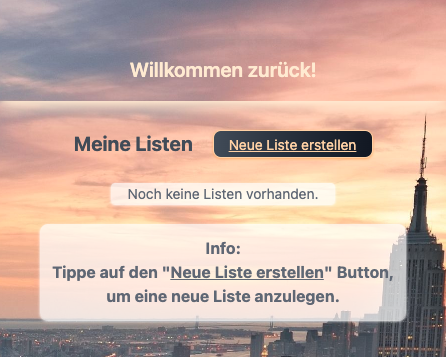 Willkommen zurück!
Meine Listen
Neue Liste erstellen
Noch keine Listen vorhanden.
Info:
Tippe auf den "Neue Liste erstellen" Button,
um eine neue Liste anzulegen.